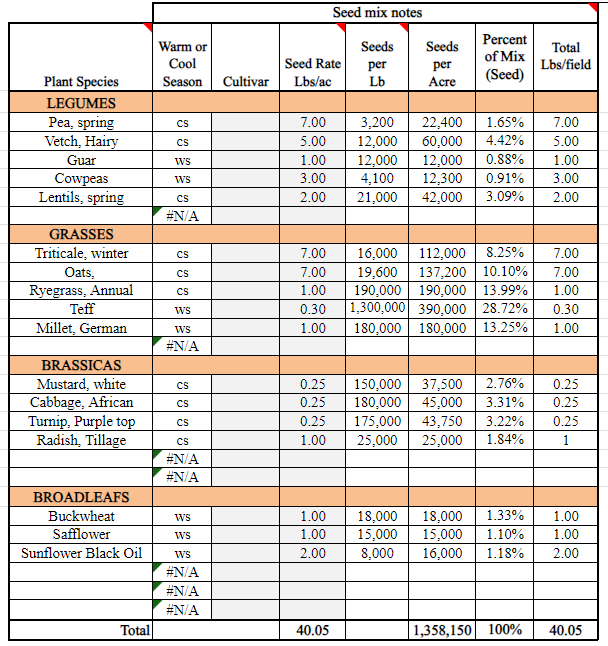 Seed mix notes
Plant Species Warm or Cool Season Cultivar Seed Rate Lbs/ac Seeds per Lb Seeds per Acre Percent of Mix (Seed) Total Lbs/field
LEGUMES
Pea, spring cs 7.00 3,200 22,400 1.65% 7.00
Vetch, Hairy cs 5.00 12,000 60,000 4.42% 5.00
Guar ws 1.00 12,000 12,000 0.88% 1.00
Cowpeas ws 3.00 4,100 12,300 0.91% 3.00
Lentils, spring cs 2.00 21,000 42,000 3.09% 2.00
#N/A
GRASSES
Triticale, winter cs 7.00 16,000 112,000 8.25% 7.00
Oats, cs 7.00 19,600 137,200 10.10% 7.00
Ryegrass, Annual cs 1.00 190,000 190,000 13.99% 1.00
Teff ws 0.30 1,300,000 390,000 28.72% 0.30
Millet, German ws 1.00 180,000 180,000 13.25% 1.00
#N/A
BRASSICAS
Mustard, white cs 0.25 150,000 37,500 2.76% 0.25
Cabbage, African cs 0.25 180,000 45,000 3.31% 0.25
Turnip, Purple top cs 0.25 175,000 43,750 3.22% 0.25
Radish, Tillage cs 1.00 25,000 25,000 1.84% 1
#N/A
#N/A
BROADLEAFS
Buckwheat ws 1.00 18,000 18,000 1.33% 1.00
Safflower ws 1.00 15,000 15,000 1.10% 1.00
Sunflower Black Oil ws 2.00 8,000 16,000 1.18% 2.00
#N/A
#N/A
#N/A
Total 40.05 1,358,150 100% 40.05